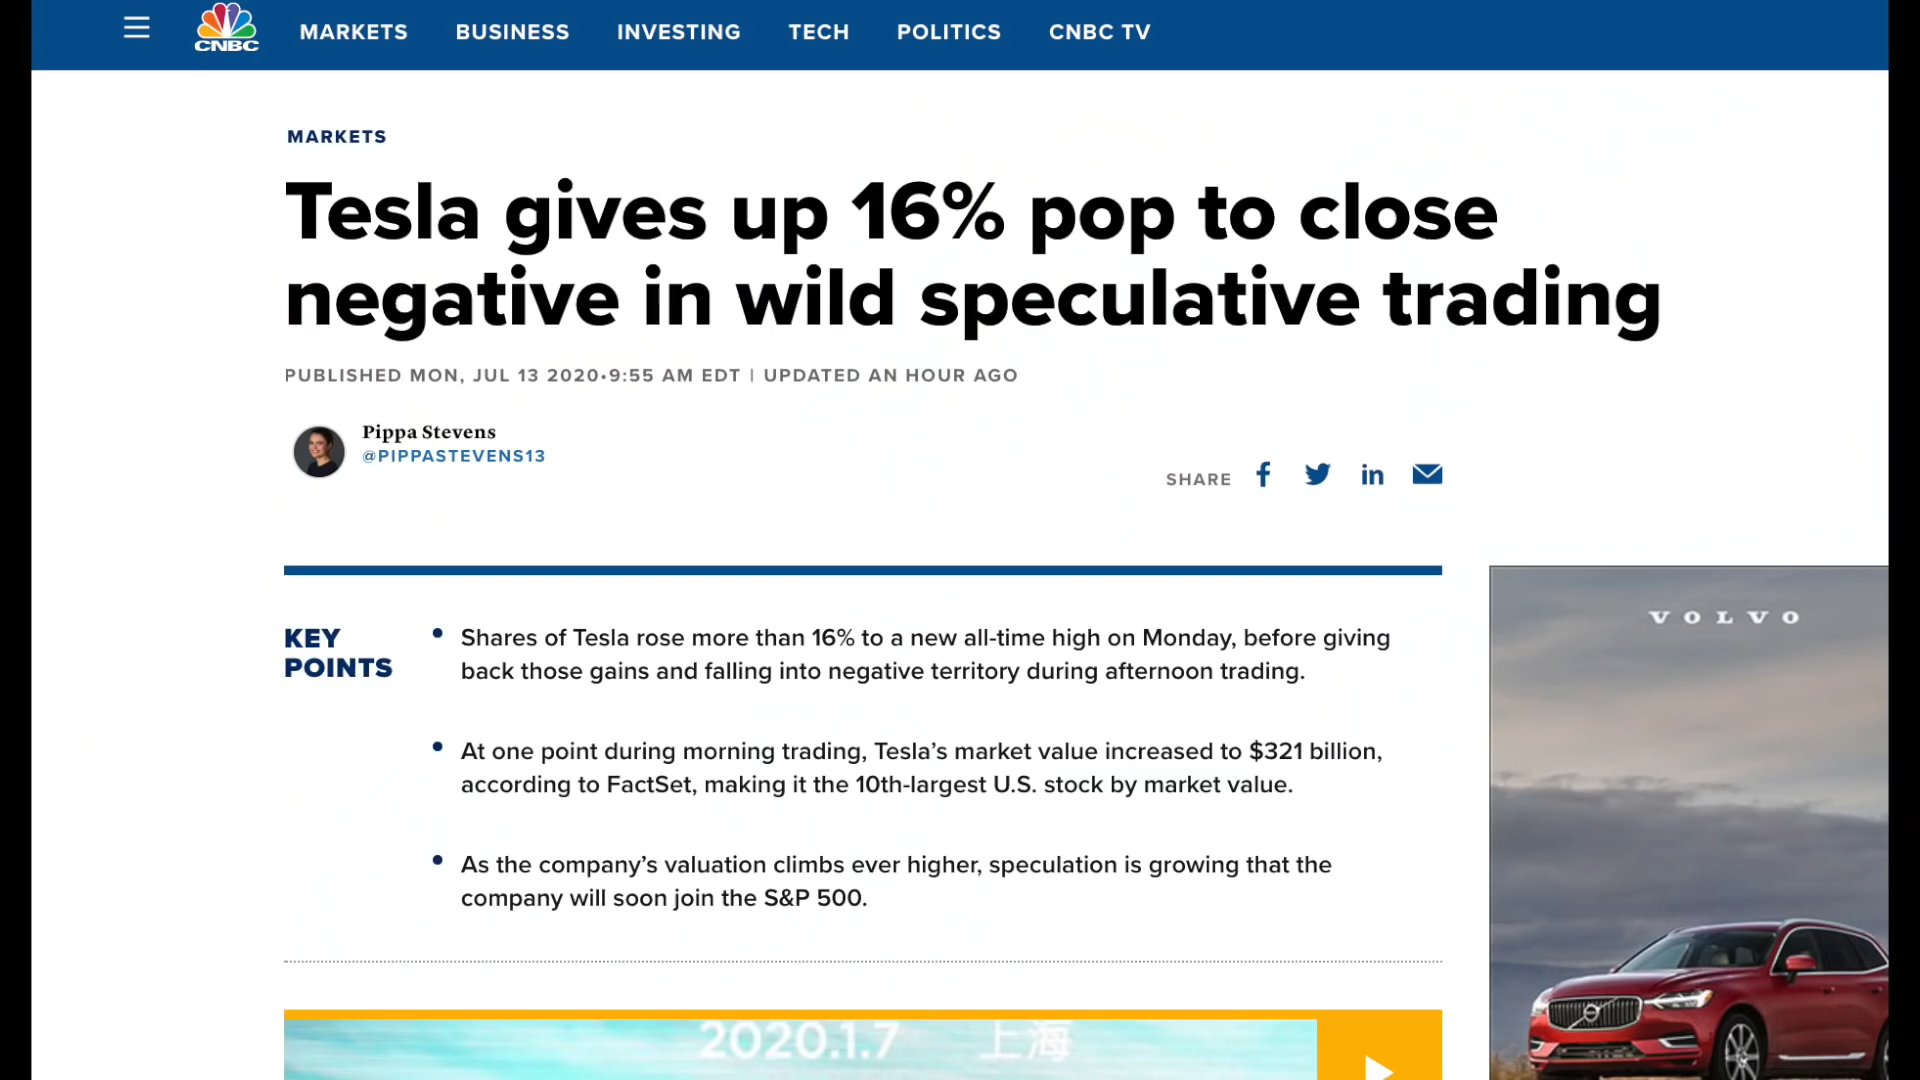 CNBC
MARKETS
BUSINESS
INVESTING
TECH
POLITICS
CNBC TV
MARKETS
Tesla gives up 16% pop to close
negative in wild speculative trading
PUBLISHED MON, JUL 13 2020•9:55 AM EDT | UPDATED AN HOUR AGO
Pippa Stevens
@PIPPASTEVENS13
SHARE
KEY
POINTS
• Shares of Tesla rose more than 16% to a new all-time high on Monday, before giving
back those gains and falling into negative territory during afternoon trading.
• At one point during morning trading, Tesla’s market value increased to $321 billion,
according to FactSet, making it the 10th-largest U.S. stock by market value.
• As the company’s valuation climbs ever higher, speculation is growing that the
company will soon join the S&P 500.
VOLVO
2020.1.7 上海